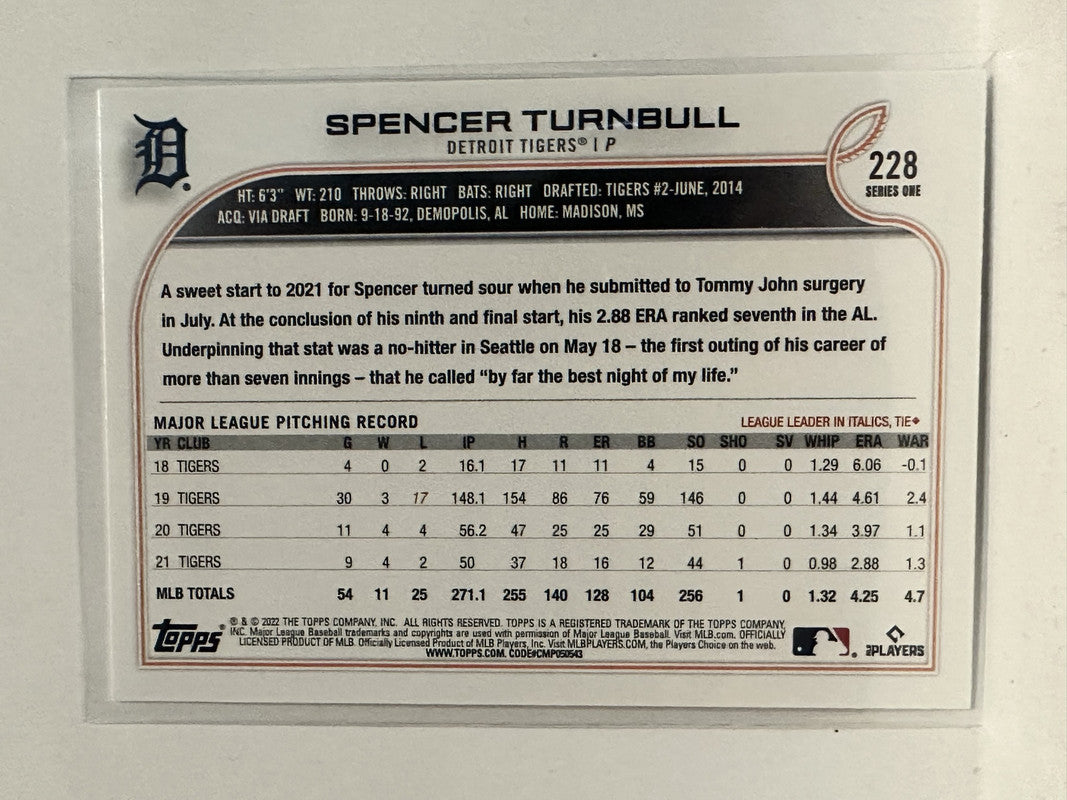 D
SPENCER TURNBULL
DETROIT TIGERS® | P
228
SERIES ONE
HT: 6'3" WT: 210 THROWS: RIGHT BATS: RIGHT DRAFTED: TIGERS #2-JUNE, 2014
ACQ: VIA DRAFT BORN: 9-18-92, DEMOPOLIS, AL HOME: MADISON, MS
A sweet start to 2021 for Spencer turned sour when he submitted to Tommy John surgery
in July. At the conclusion of his ninth and final start, his 2.88 ERA ranked seventh in the AL.
Underpinning that stat was a no-hitter in Seattle on May 18 – the first outing of his career of
more than seven innings – that he called “by far the best night of my life.”
MAJOR LEAGUE PITCHING RECORD LEAGUE LEADER IN ITALICS, TIE♦
YR CLUB G W L IP H R ER BB SO SHO SV WHIP ERA WAR
18 TIGERS 4 0 2 16.1 17 11 11 4 15 0 0 1.29 6.06 -0.1
19 TIGERS 30 3 17 148.1 154 86 76 59 146 0 0 1.44 4.61 2.4
20 TIGERS 11 4 4 56.2 47 25 25 29 51 0 0 1.34 3.97 1.1
21 TIGERS 9 4 2 50 37 18 16 12 44 1 0 0.98 2.88 1.3
MLB TOTALS 54 11 25 271.1 255 140 128 104 256 1 0 1.32 4.25 4.7
Topps
® & © 2022 THE TOPPS COMPANY, INC. ALL RIGHTS RESERVED. TOPPS IS A REGISTERED TRADEMARK OF THE TOPPS COMPANY,
INC. Major League Baseball trademarks and copyrights are used with permission of Major League Baseball. Visit MLB.com. OFFICIALLY
LICENSED PRODUCT OF MLB. Officially Licensed Product of MLB Players, Inc. Visit MLBPLAYERS.COM, the Players Choice on the web.
WWW.TOPPS.COM. CODE#CMP050543
PLAYERS